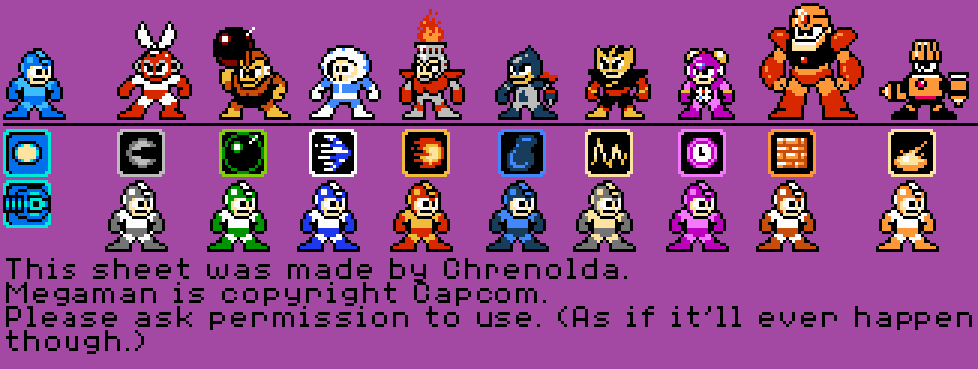 This sheet was made by Chrenolda.
Megaman is copyright Capcom.
Please ask permission to use. (As if it'll ever happen
though.)